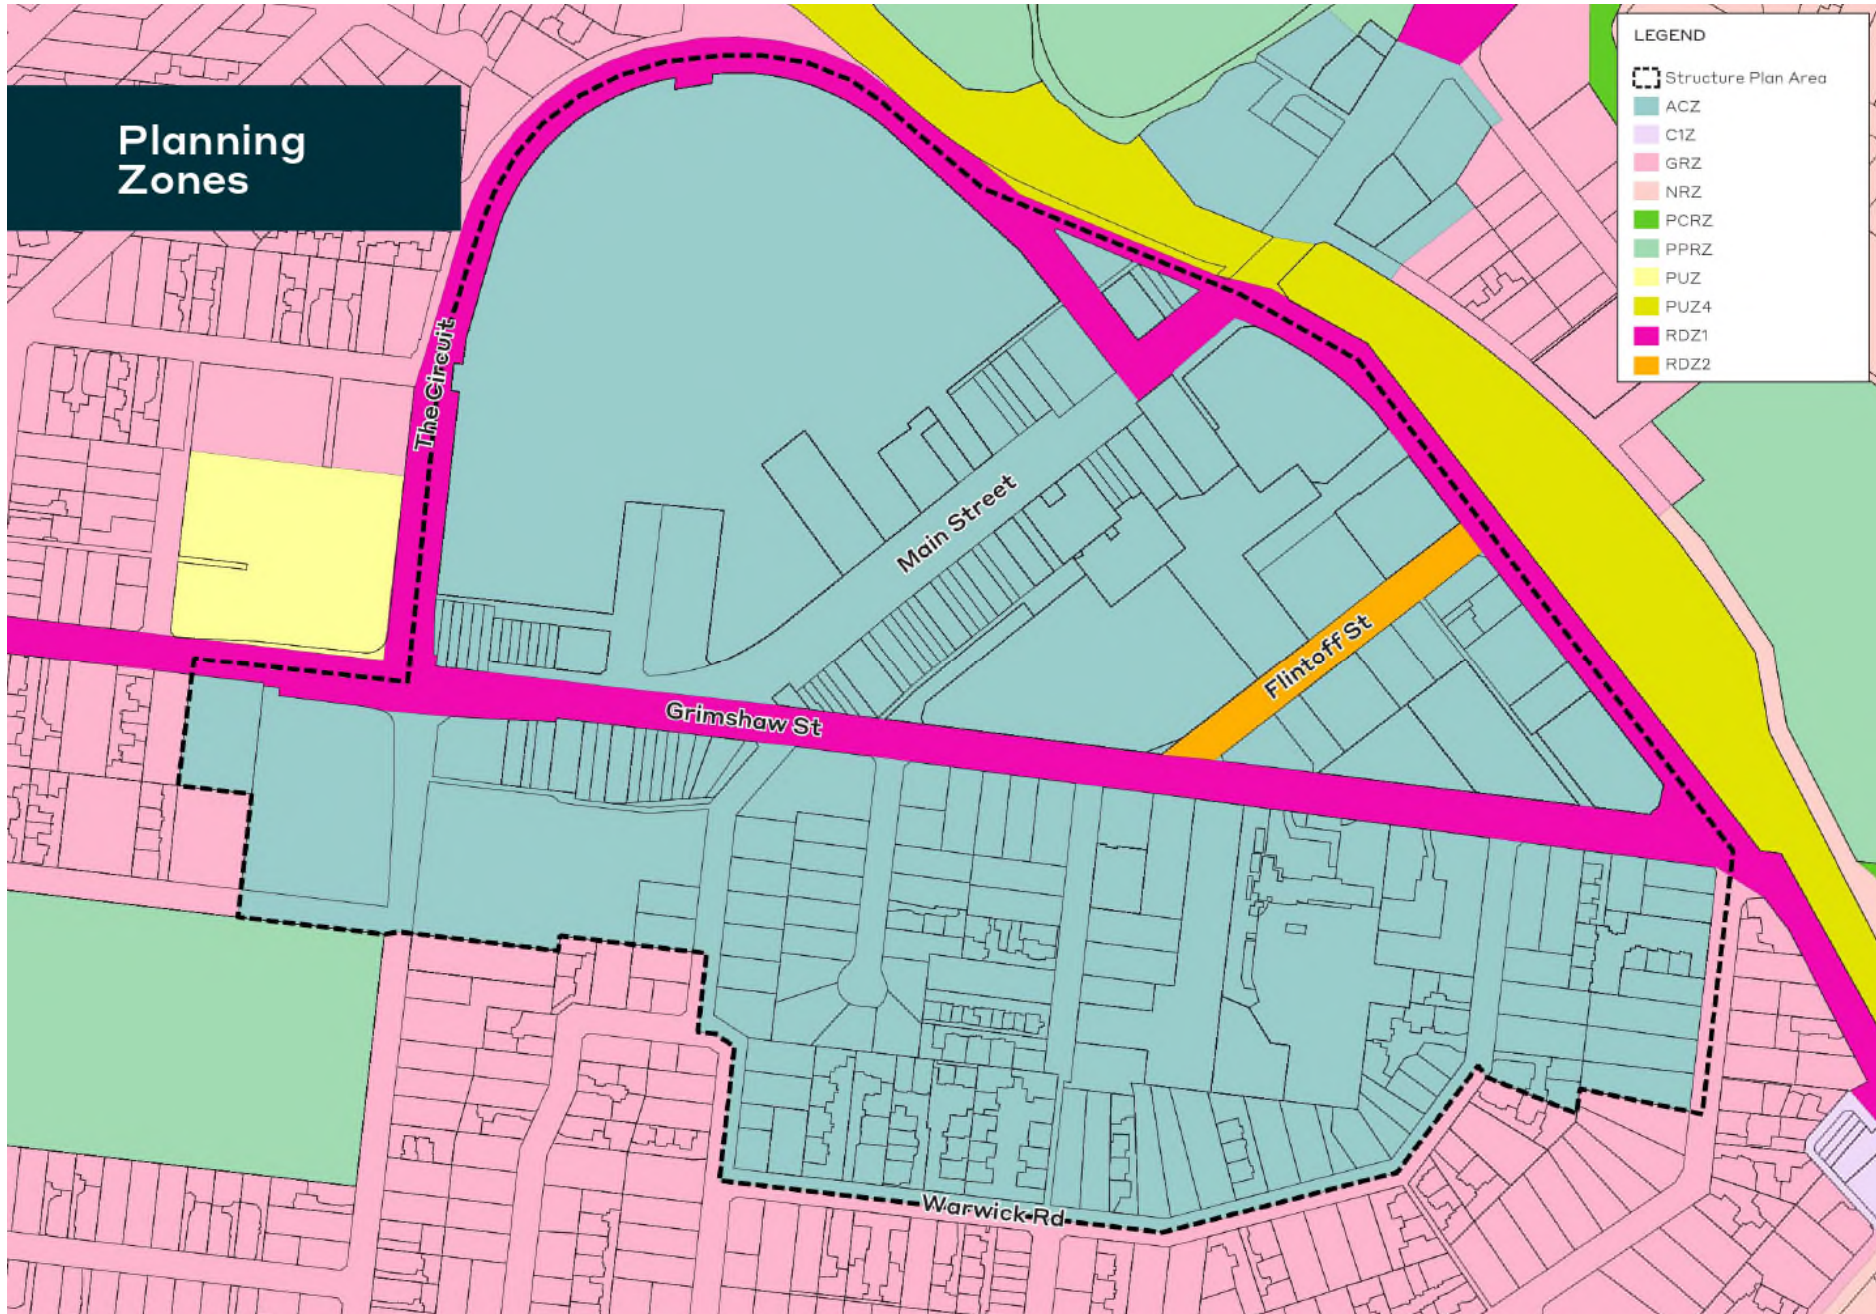 Planning
Zones
LEGEND
Structure Plan Area
ACZ
C1Z
GRZ
NRZ
PCRZ
PPRZ
PUZ
PUZ4
RDZ1
RDZ2
The Circuit
Main Street
Flintoff St
Grimshaw St
Warwick Rd